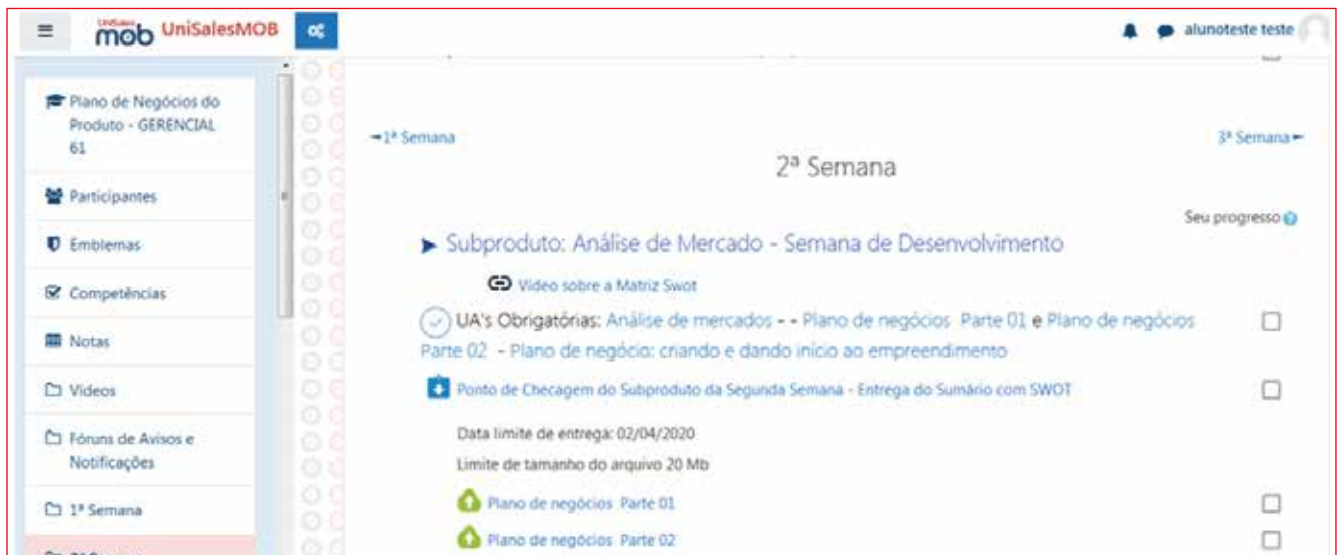 UniSales
mob UniSalesMOB
alunoteste teste
Plano de Negócios do
Produto - GERENCIAL
61
Participantes
Emblemas
Competências
Notas
Vídeos
Fóruns de Avisos e
Notificações
1ª Semana
1ª Semana
3ª Semana
2ª Semana
Seu progresso
Subproduto: Análise de Mercado - Semana de Desenvolvimento
Vídeo sobre a Matriz Swot
UA's Obrigatórias: Análise de mercados - - Plano de negócios Parte 01 e Plano de negócios
Parte 02 - Plano de negócio: criando e dando início ao empreendimento
Ponto de Checagem do Subproduto da Segunda Semana - Entrega do Sumário com SWOT
Data limite de entrega: 02/04/2020
Limite de tamanho do arquivo 20 Mb
Plano de negócios Parte 01
Plano de negócios Parte 02